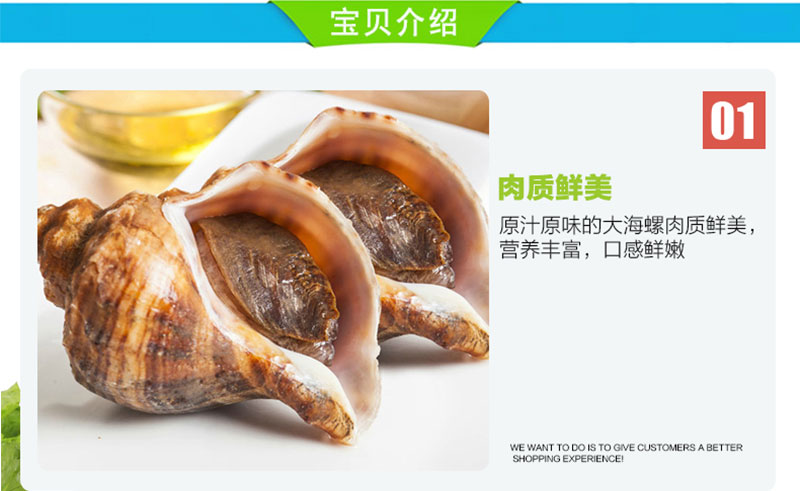 宝贝介绍
01
肉质鲜美
原汁原味的大海螺肉质鲜美，
营养丰富，口感鲜嫩
WE WANT TO DO IS TO GIVE CUSTOMERS A BETTER
SHOPPING EXPERIENCE!